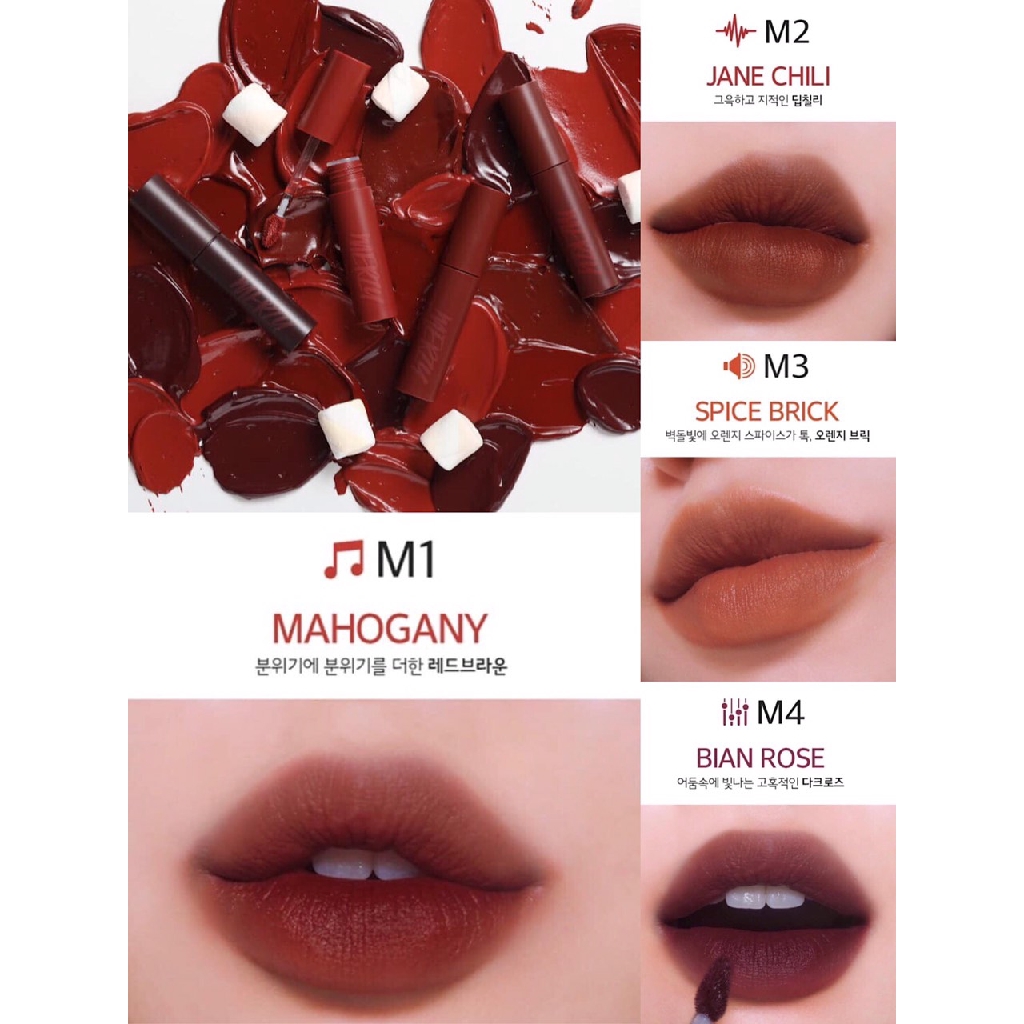 M1
MAHOGANY
분위기에 분위기를 더한 레드브라운
M2
JANE CHILI
그윽하고 지적인 딥칠리
M3
SPICE BRICK
벽돌빛에 오렌지 스파이스가 톡, 오렌지 브릭
M4
BIAN ROSE
어둠속에 빛나는 고혹적인 다크로즈